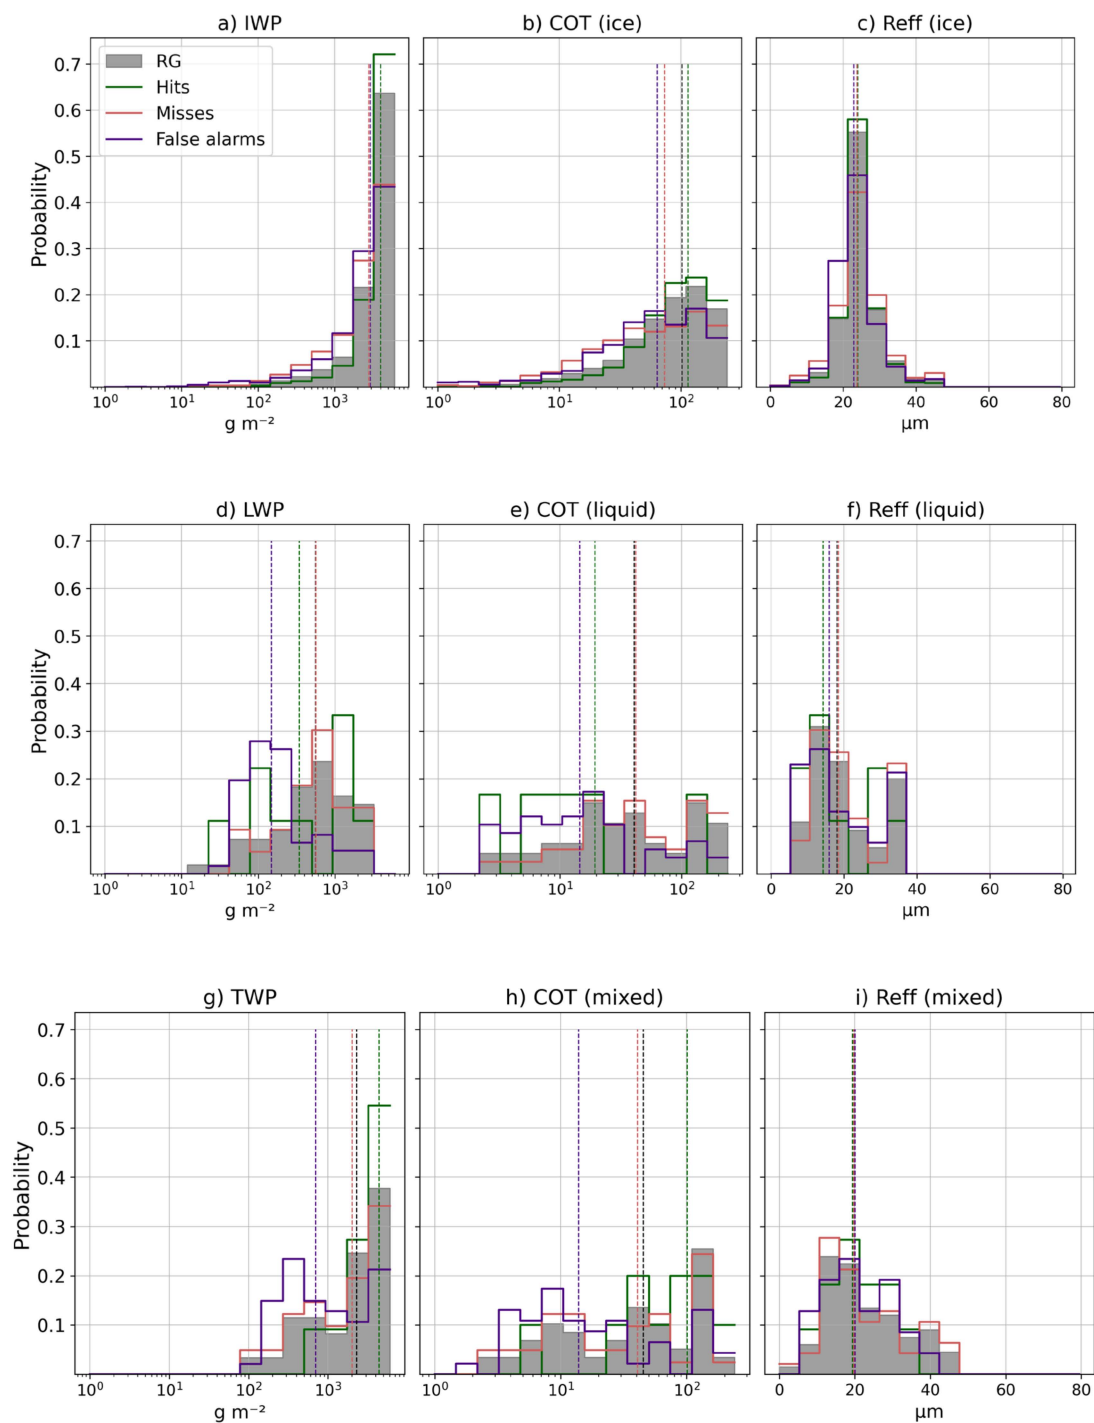 a) IWP
b) COT (ice)
c) Reff (ice)
RG
Hits
Misses
False alarms
Probability
0.7
0.6
0.5
0.4
0.3
0.2
0.1
10⁰ 10¹ 10² 10³
g m⁻²
10⁰ 10¹ 10²
0 20 40 60 80
µm
d) LWP
e) COT (liquid)
f) Reff (liquid)
Probability
0.7
0.6
0.5
0.4
0.3
0.2
0.1
10⁰ 10¹ 10² 10³
g m⁻²
10⁰ 10¹ 10²
0 20 40 60 80
µm
g) TWP
h) COT (mixed)
i) Reff (mixed)
Probability
0.7
0.6
0.5
0.4
0.3
0.2
0.1
10⁰ 10¹ 10² 10³
g m⁻²
10⁰ 10¹ 10²
0 20 40 60 80
µm